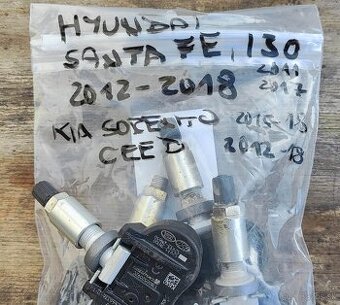 HYUNDAI
SANTA FE, I30
2012-2018 2011
2017
KIA SORENTO 2015-18
CEED 2012-18